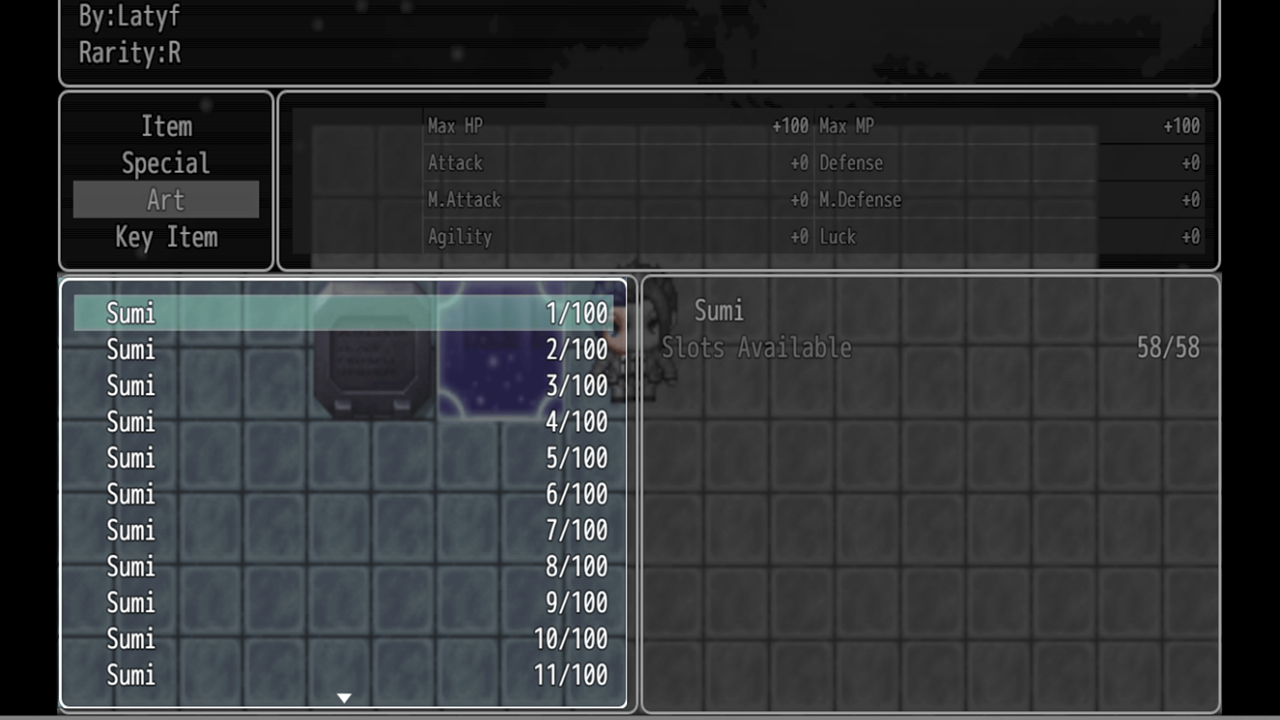 By:Latyf
Rarity:R
Item
Special
Art
Key Item
Max HP +100 Max MP +100
Attack +0 Defense +0
M.Attack +0 M.Defense +0
Agility +0 Luck +0
Sumi 1/100
Sumi 2/100
Sumi 3/100
Sumi 4/100
Sumi 5/100
Sumi 6/100
Sumi 7/100
Sumi 8/100
Sumi 9/100
Sumi 10/100
Sumi 11/100
Sumi
Slots Available 58/58